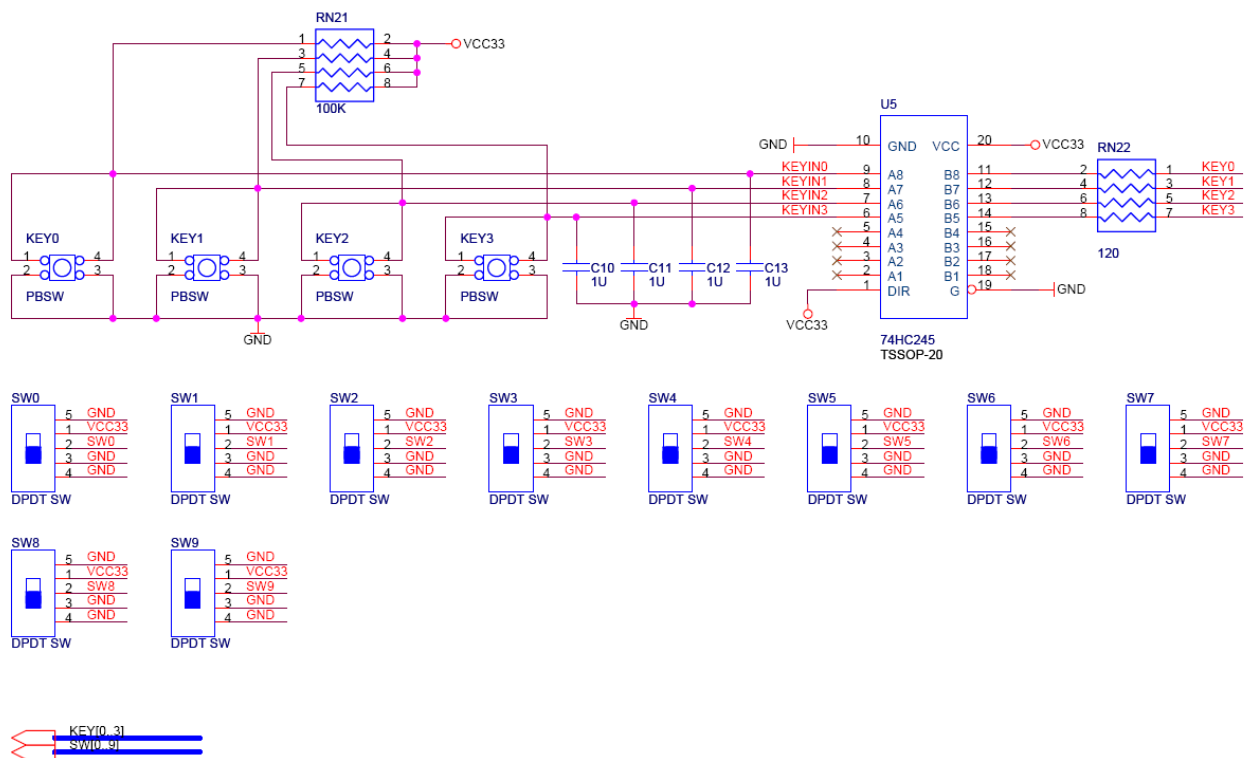 RN21
1 2 VCC33
3 4
5 6
7 8
100K
U5
GND 10 GND VCC 20 VCC33 RN22
KEYIN0 9 A8 B8 11 2 1 KEY0
KEYIN1 8 A7 B7 12 4 3 KEY1
KEYIN2 7 A6 B6 13 6 5 KEY2
KEYIN3 6 A5 B5 14 8 7 KEY3
5 A4 B4 15
4 A3 B3 16
3 A2 B2 17
2 A1 B1 18
1 DIR G 19 GND
120
VCC33
74HC245
TSSOP-20
KEY0 KEY1 KEY2 KEY3
1 4 1 4 1 4 1 4
2 3 2 3 2 3 2 3
PBSW PBSW PBSW PBSW
C10 C11 C12 C13
1U 1U 1U 1U
GND GND
SW0 SW1 SW2 SW3 SW4 SW5 SW6 SW7
5 GND 5 GND 5 GND 5 GND 5 GND 5 GND 5 GND 5 GND
1 VCC33 1 VCC33 1 VCC33 1 VCC33 1 VCC33 1 VCC33 1 VCC33 1 VCC33
2 SW0 2 SW1 2 SW2 2 SW3 2 SW4 2 SW5 2 SW6 2 SW7
3 GND 3 GND 3 GND 3 GND 3 GND 3 GND 3 GND 3 GND
4 GND 4 GND 4 GND 4 GND 4 GND 4 GND 4 GND 4 GND
DPDT SW DPDT SW DPDT SW DPDT SW DPDT SW DPDT SW DPDT SW DPDT SW
SW8 SW9
5 GND 5 GND
1 VCC33 1 VCC33
2 SW8 2 SW9
3 GND 3 GND
4 GND 4 GND
DPDT SW DPDT SW
KEY[0..3]
SW[0..9]